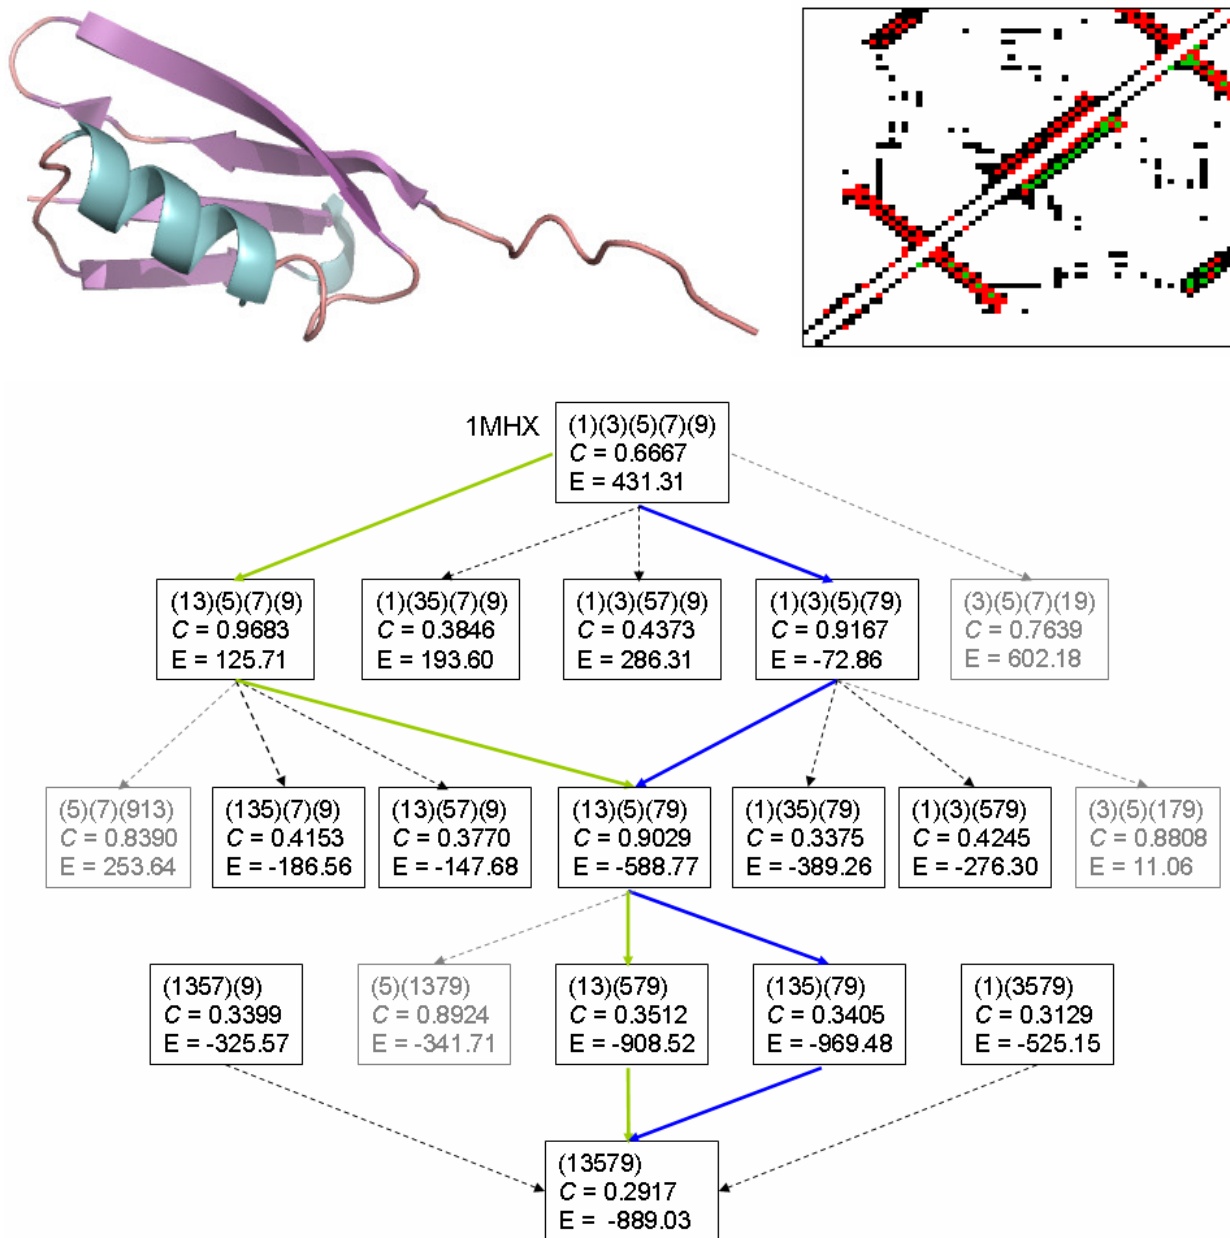 1MHX
(1)(3)(5)(7)(9)
C = 0.6667
E = 431.31
(13)(5)(7)(9)
C = 0.9683
E = 125.71
(1)(35)(7)(9)
C = 0.3846
E = 193.60
(1)(3)(57)(9)
C = 0.4373
E = 286.31
(1)(3)(5)(79)
C = 0.9167
E = -72.86
(3)(5)(7)(19)
C = 0.7639
E = 602.18
(5)(7)(913)
C = 0.8390
E = 253.64
(135)(7)(9)
C = 0.4153
E = -186.56
(13)(57)(9)
C = 0.3770
E = -147.68
(13)(5)(79)
C = 0.9029
E = -588.77
(1)(35)(79)
C = 0.3375
E = -389.26
(1)(3)(579)
C = 0.4245
E = -276.30
(3)(5)(179)
C = 0.8808
E = 11.06
(1357)(9)
C = 0.3399
E = -325.57
(5)(1379)
C = 0.8924
E = -341.71
(13)(579)
C = 0.3512
E = -908.52
(135)(79)
C = 0.3405
E = -969.48
(1)(3579)
C = 0.3129
E = -525.15
(13579)
C = 0.2917
E = -889.03